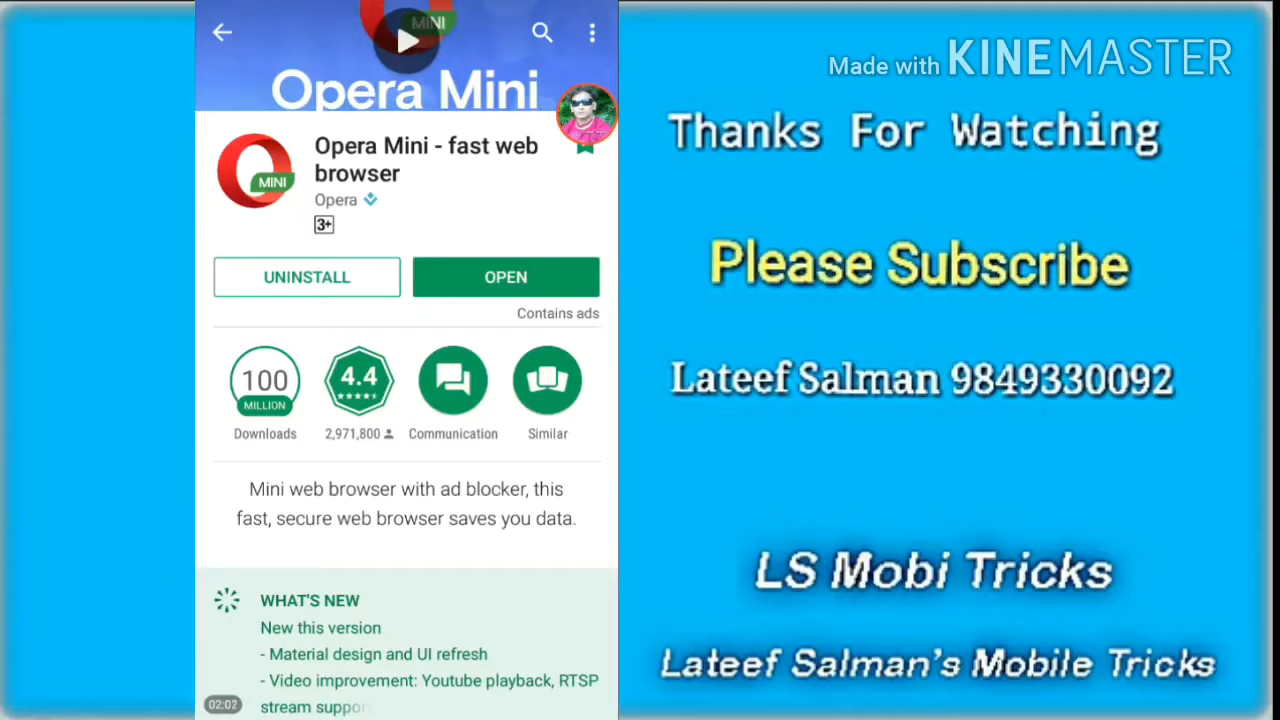 MINI
Opera Mini
Opera Mini - fast web
browser
MINI
Opera
3+
UNINSTALL
OPEN
Contains ads
100
MILLION
4.4
Downloads
2,971,800
Communication
Similar
Mini web browser with ad blocker, this
fast, secure web browser saves you data.
WHAT'S NEW
New this version
- Material design and UI refresh
- Video improvement: Youtube playback, RTSP
stream suppo
02:02
Made with KINEMASTER
Thanks For Watching
Please Subscribe
Lateef Salman 9849330092
LS Mobi Tricks
Lateef Salman's Mobile Tricks